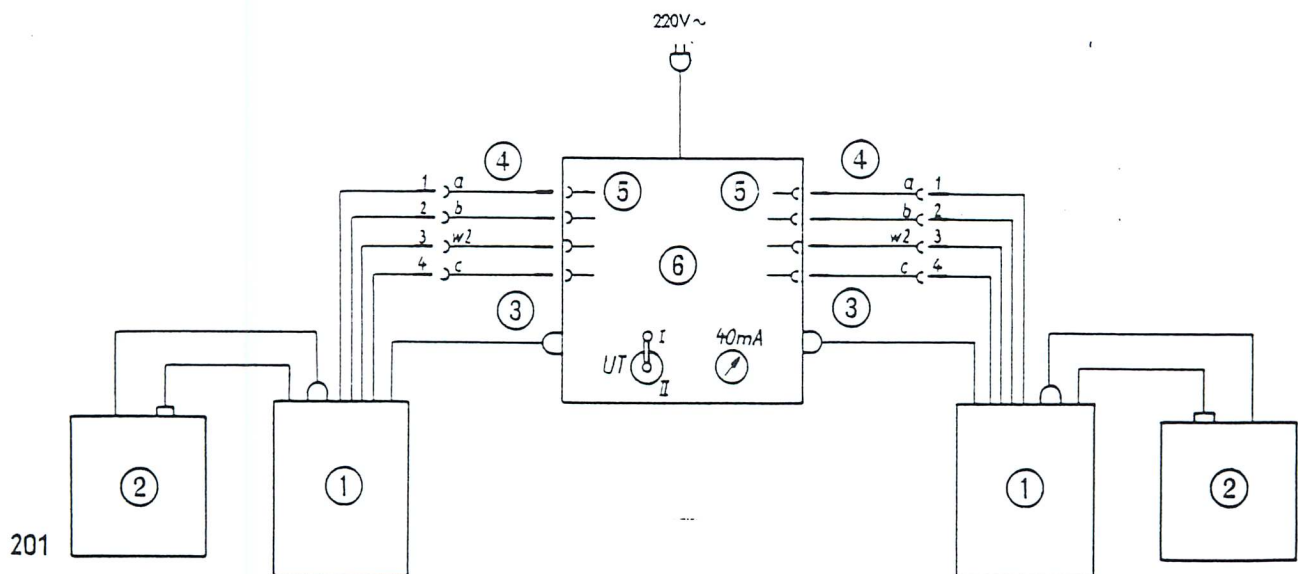 220V~
④ ④
1 a ⑤ ⑤ a 1
2 b b 2
3 w2 ⑥ w2 3
4 c c 4
③ ③
I 40mA
UT
II
② ① ① ②
201